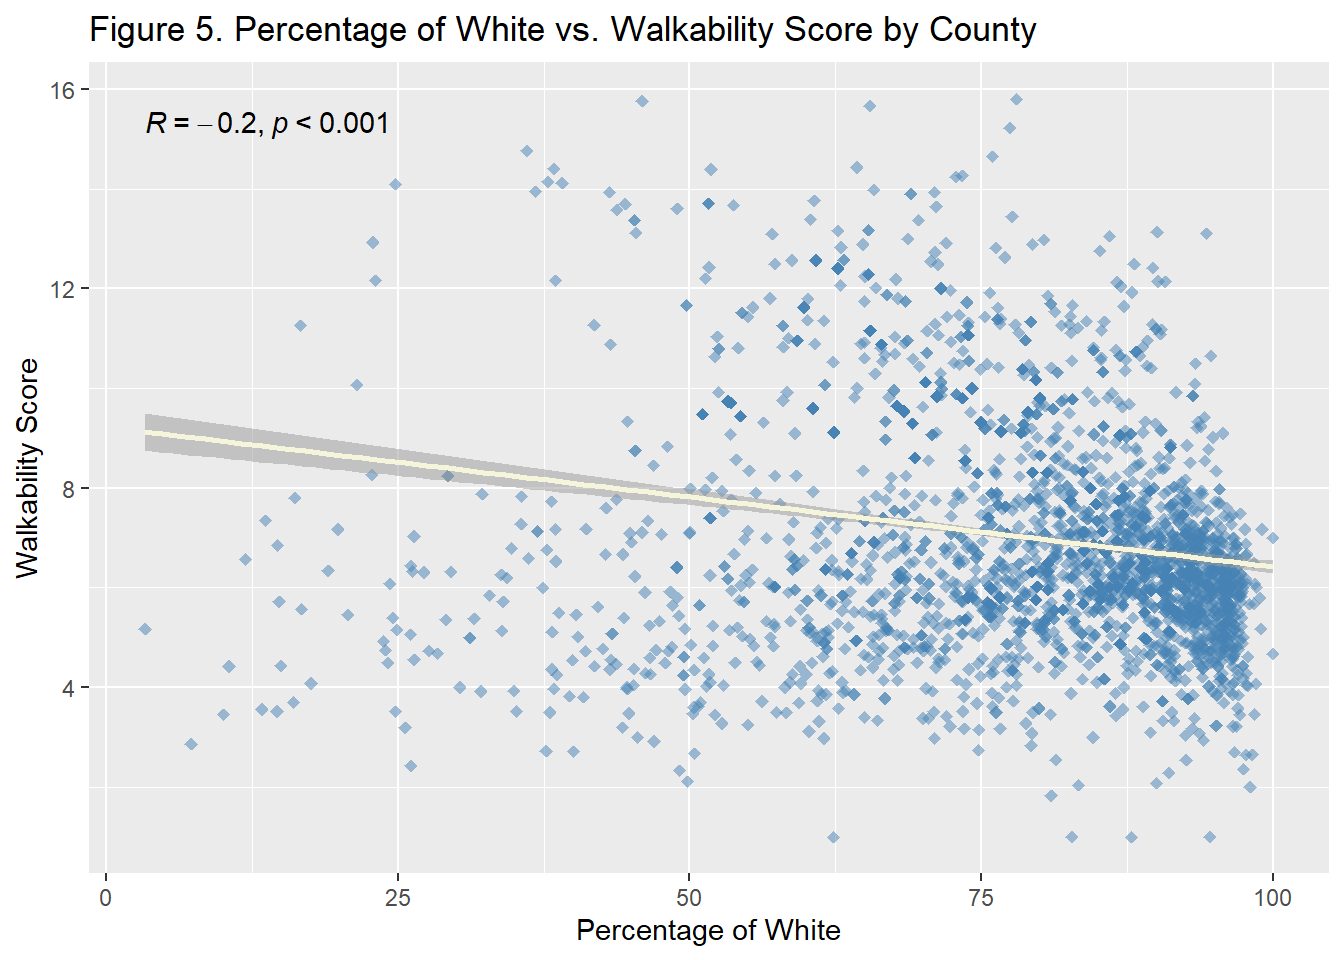 Figure 5. Percentage of White vs. Walkability Score by County
16
R = −0.2, p < 0.001
12
8
4
Walkability Score
0 25 50 75 100
Percentage of White